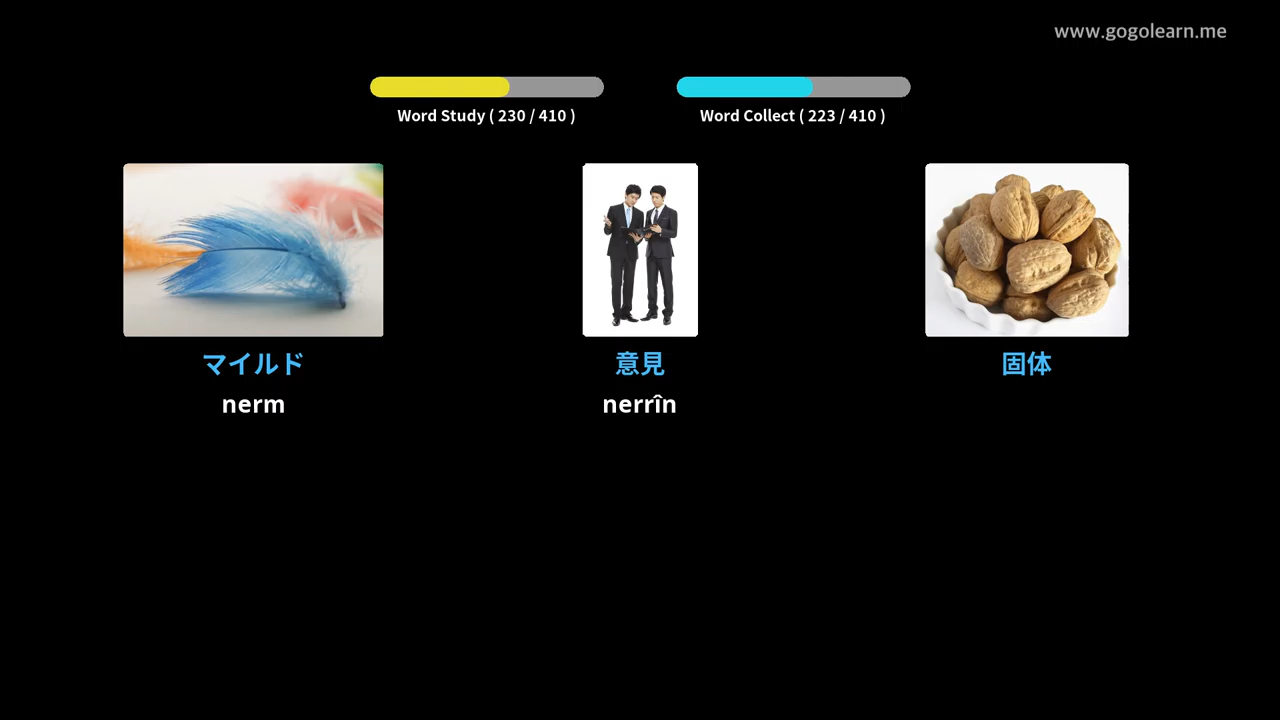 www.gogolearn.me
Word Study ( 230 / 410 )
Word Collect ( 223 / 410 )
マイルド
nerm
意見
nerrîn
固体